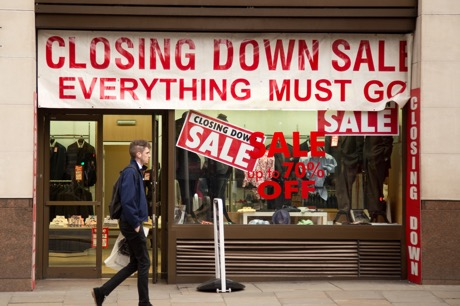 CLOSING DOWN SALE
EVERYTHING MUST GO
CLOSING DOWN
SALE
SALE
up to 70%
OFF
SALE
CLOSING DOWN